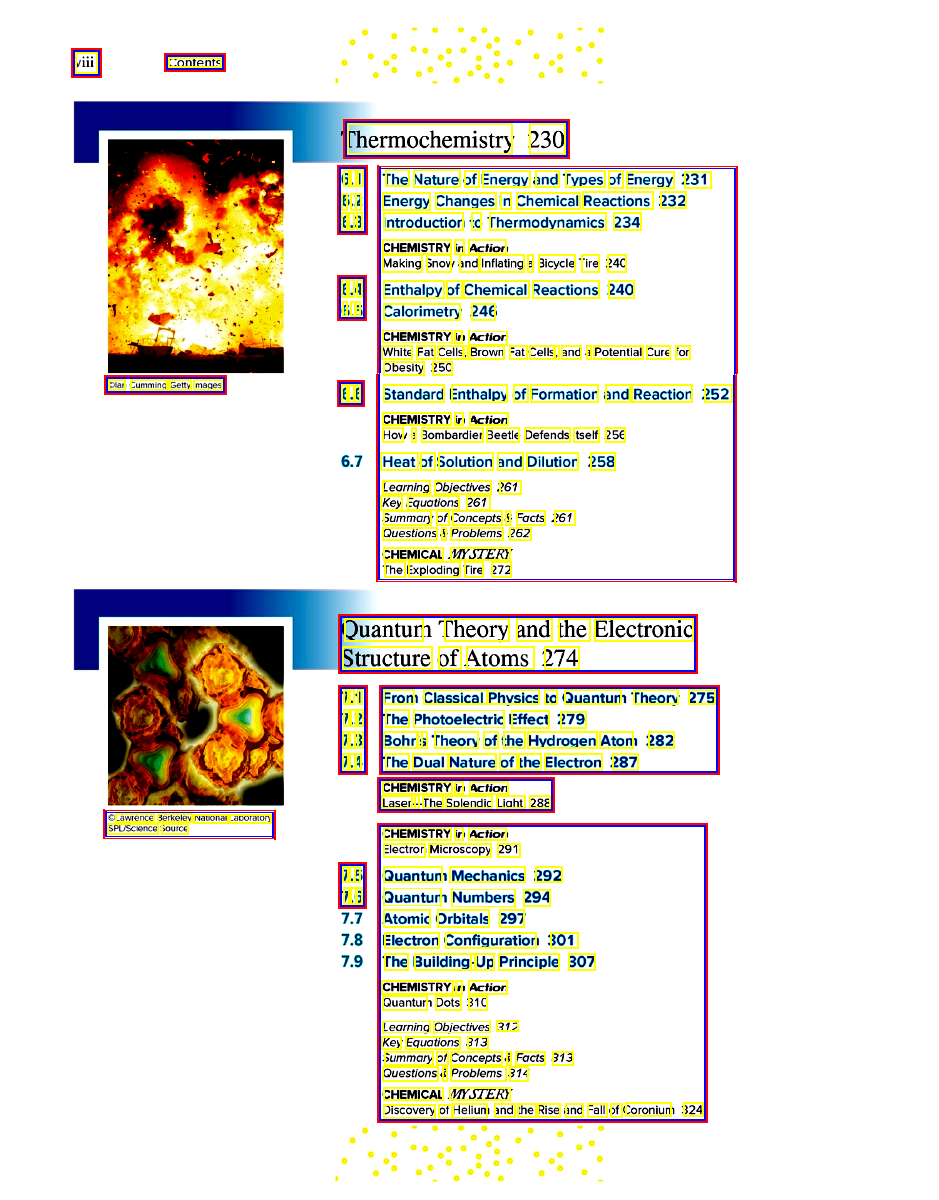 viii Contents
Thermochemistry 230
6.1 The Nature of Energy and Types of Energy 231
6.2 Energy Changes in Chemical Reactions 232
6.3 Introduction to Thermodynamics 234
CHEMISTRY in Action
Making Snow and Inflating a Bicycle Tire 240
6.4 Enthalpy of Chemical Reactions 240
6.5 Calorimetry 246
CHEMISTRY in Action
White Fat Cells, Brown Fat Cells, and a Potential Cure for
Obesity 250
Cumming Getty Images
6.6 Standard Enthalpy of Formation and Reaction 252
CHEMISTRY in Action
How a Bombardier Beetle Defends Itself 256
6.7 Heat of Solution and Dilution 258
Learning Objectives 261
Key Equations 261
Summary of Concepts & Facts 261
Questions & Problems 262
CHEMICAL MYSTERY
The Exploding Tire 272
Quantum Theory and the Electronic
Structure of Atoms 274
7.1 From Classical Physics to Quantum Theory 275
7.2 The Photoelectric Effect 279
7.3 Bohr's Theory of the Hydrogen Atom 282
7.4 The Dual Nature of the Electron 287
CHEMISTRY in Action
Laser—The Splendid Light 288
©Lawrence Berkeley National Laboratory
SPL/Science Source
CHEMISTRY in Action
Electron Microscopy 291
7.5 Quantum Mechanics 292
7.6 Quantum Numbers 294
7.7 Atomic Orbitals 297
7.8 Electron Configuration 301
7.9 The Building-Up Principle 307
CHEMISTRY in Action
Quantum Dots 310
Learning Objectives 312
Key Equations 313
Summary of Concepts & Facts 313
Questions & Problems 314
CHEMICAL MYSTERY
Discovery of Helium and the Rise and Fall of Coronium 324